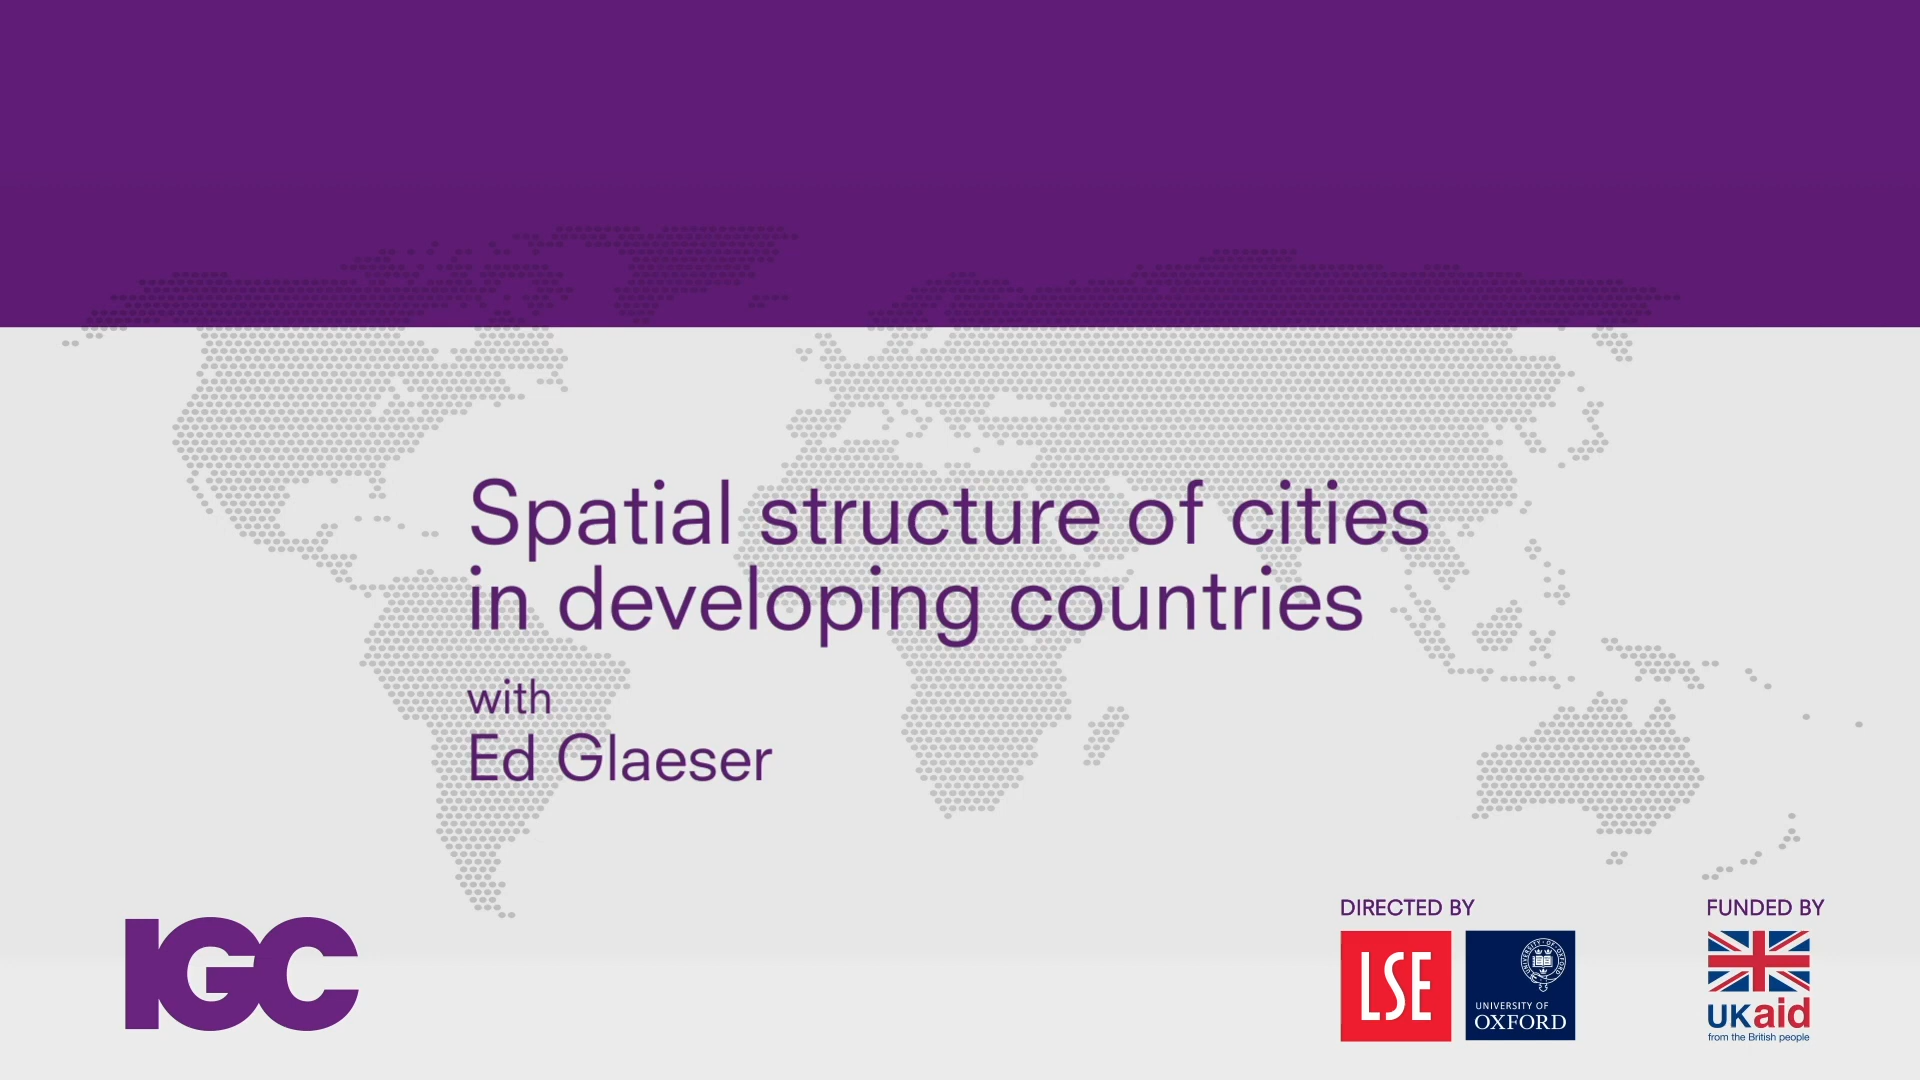 Spatial structure of cities
in developing countries
with
Ed Glaeser
IGC
DIRECTED BY
LSE
UNIVERSITY OF
OXFORD
FUNDED BY
UKaid
from the British people